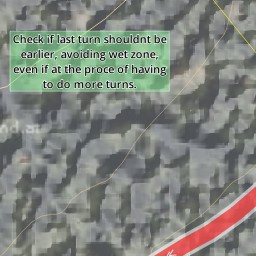 Check if last turn shouldnt be
earlier, avoiding wet zone,
even if at the proce of having
to do more turns.